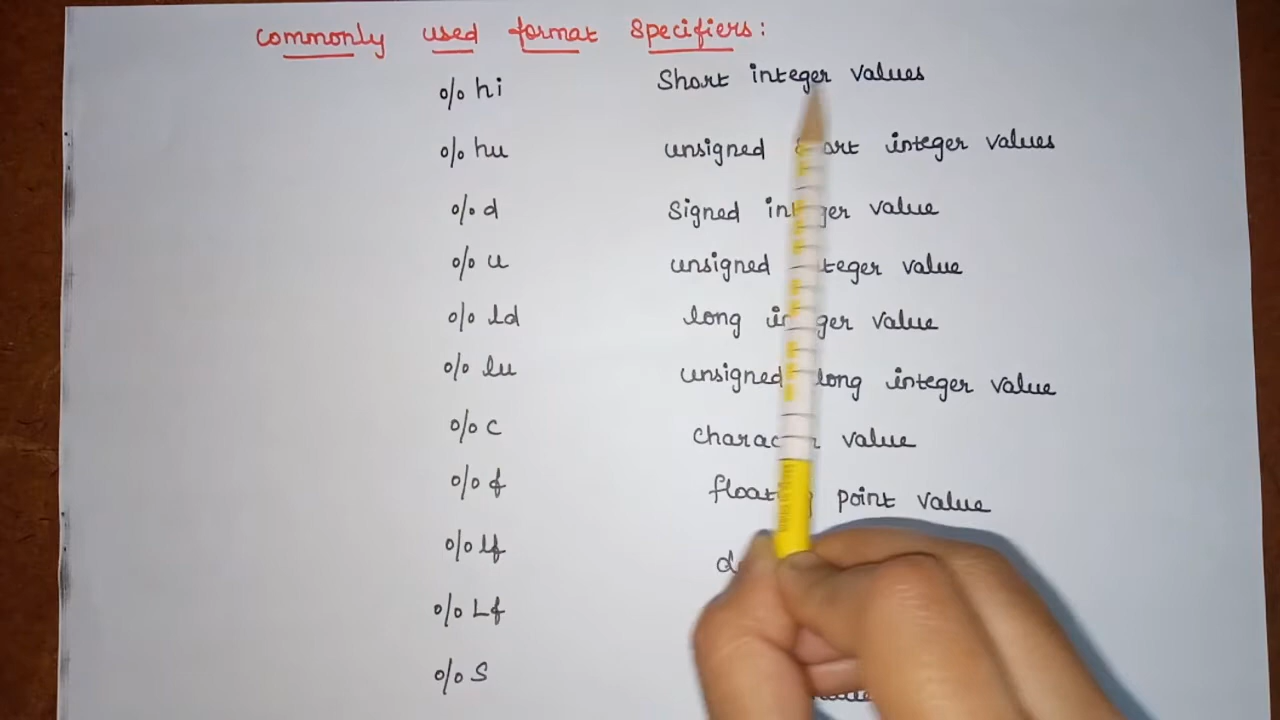 commonly used format specifiers:
%hi short integer values
%hu unsigned integer values
%d signed value
%u unsigned value
%ld long value
%lu unsigned long integer value
%c value
%f point value
%lf
%Lf
%s